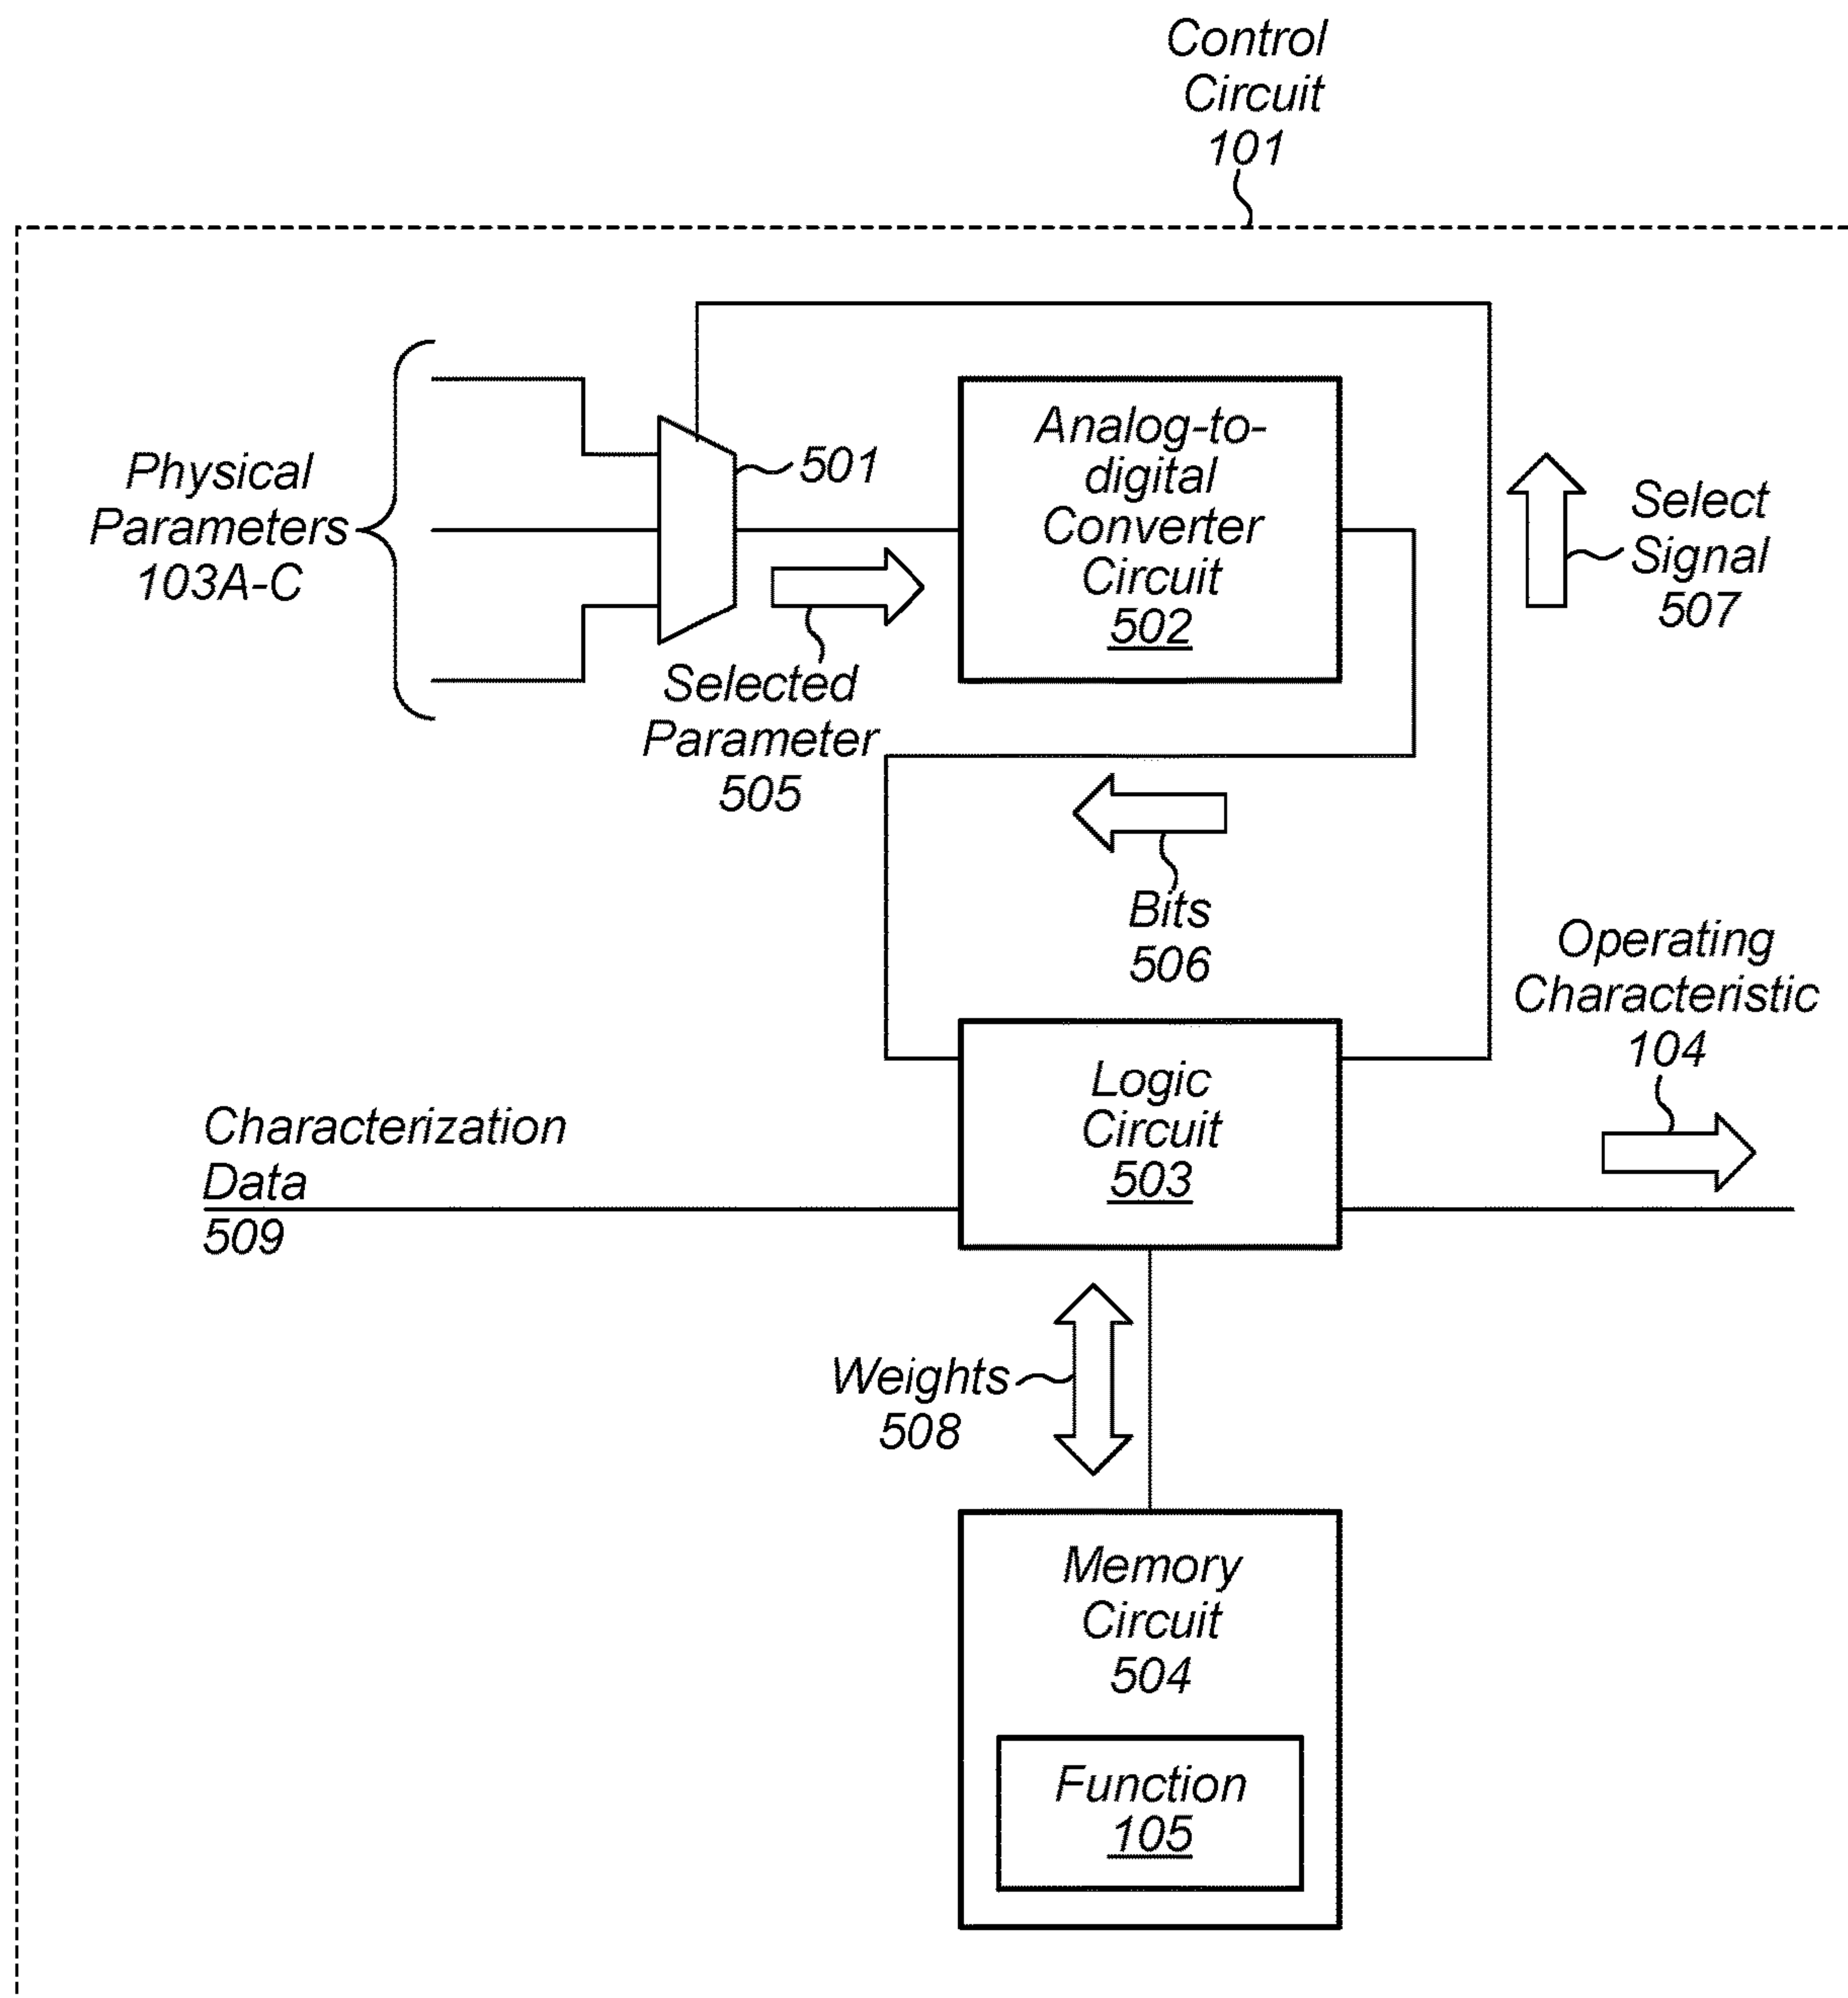 Control
Circuit
101
Physical
Parameters
103A-C
501
Analog-to-
digital
Converter
Circuit
502
Select
Signal
507
Selected
Parameter
505
Bits
506
Operating
Characteristic
104
Logic
Circuit
503
Characterization
Data
509
Weights
508
Memory
Circuit
504
Function
105